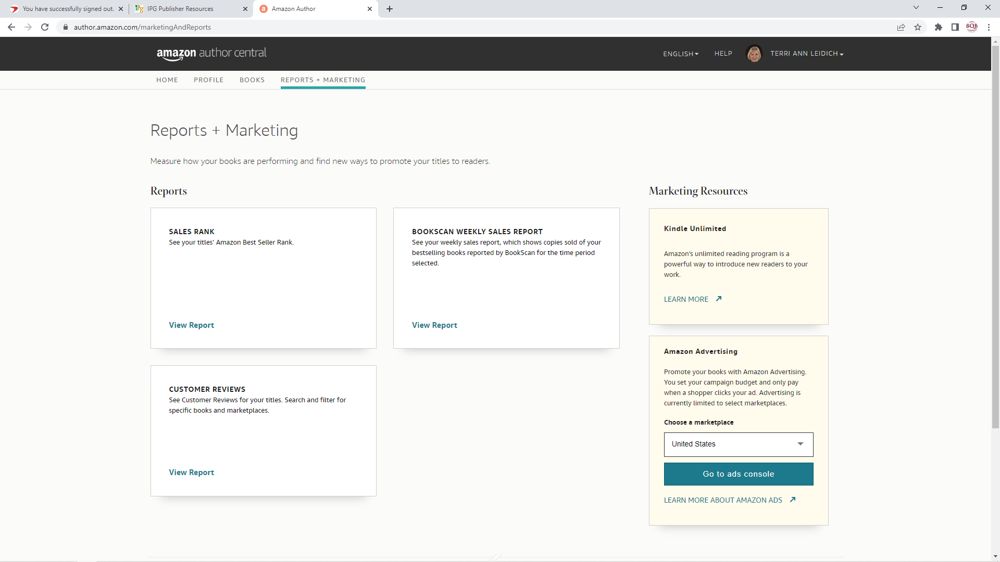 You have successfully signed out.
IPG Publisher Resources
Amazon Author
author.amazon.com/marketingAndReports
BQB
amazon author central
ENGLISH
HELP
TERRI ANN LEIDICH
HOME
PROFILE
BOOKS
REPORTS + MARKETING
Reports + Marketing
Measure how your books are performing and find new ways to promote your titles to readers.
Reports
SALES RANK
See your titles' Amazon Best Seller Rank.
View Report
BOOKSCAN WEEKLY SALES REPORT
See your weekly sales report, which shows copies sold of your
bestselling books reported by BookScan for the time period
selected.
View Report
CUSTOMER REVIEWS
See Customer Reviews for your titles. Search and filter for
specific books and marketplaces.
View Report
Marketing Resources
Kindle Unlimited
Amazon's unlimited reading program is a
powerful way to introduce new readers to your
work.
LEARN MORE
Amazon Advertising
Promote your books with Amazon Advertising.
You set your campaign budget and only pay
when a shopper clicks your ad. Advertising is
currently limited to select marketplaces.
Choose a marketplace
United States
Go to ads console
LEARN MORE ABOUT AMAZON ADS